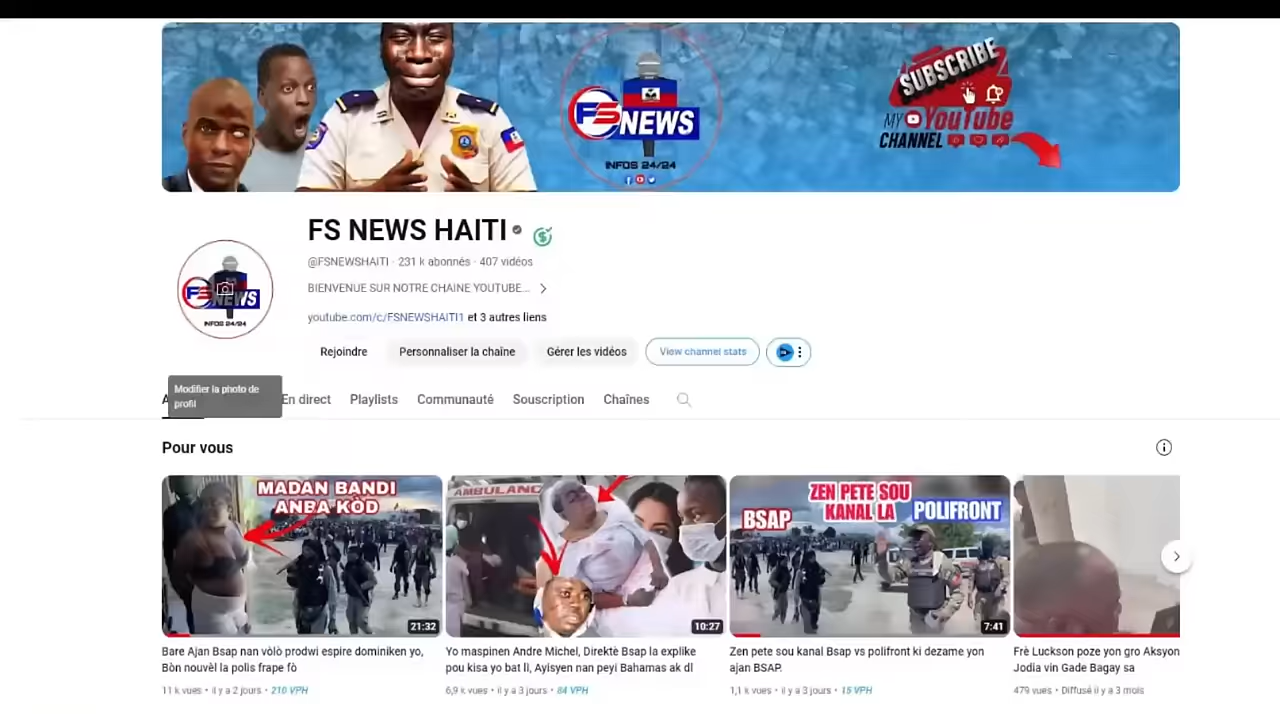 SUBSCRIBE
MY YouTube
CHANNEL
FS NEWS
INFOS 24/24
FS NEWS HAITI
@FSNEWSHAITI · 231 k abonnés · 407 vidéos
BIENVENUE SUR NOTRE CHAINE YOUTUBE...
youtube.com/c/FSNEWSHAITI1 et 3 autres liens
FS NEWS
INFOS 24/24
Rejoindre Personnaliser la chaîne Gérer les vidéos View channel stats
Modifier la photo de
profil
En direct Playlists Communauté Souscription Chaînes
Pour vous
MADAN BANDI
ANBA KÒD
21:32
AMBULANC
10:27
ZEN PETE SOU
KANAL LA
BSAP
POLIFRONT
7:41
Bare Ajan Bsap nan vòlò prodwi espire dominiken yo,
Bòn nouvèl la polis frape fò
11 k vues • il y a 2 jours • 210 VPH
Yo maspinen Andre Michel, Direktè Bsap la explike
pou kisa yo bat li, Ayisyen nan peyi Bahamas ak dl
6,9 k vues • il y a 3 jours • 84 VPH
Zen pete sou kanal Bsap vs polifront ki dezame yon
ajan BSAP.
1,1 k vues • il y a 3 jours • 15 VPH
Frè Luckson poze yon gro Aksyon
Jodia vin Gade Bagay sa
479 vues • Diffusé il y a 3 mois